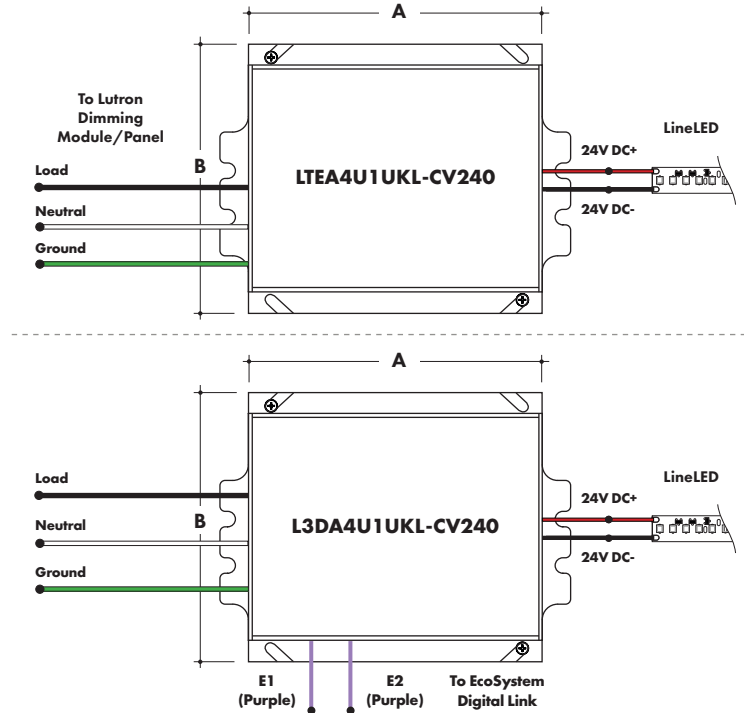 A
To Lutron
Dimming
Module/Panel
LineLED
24V DC+
Load
B
LTEA4U1UKL-CV240
Neutral
24V DC-
Ground
A
Load
LineLED
24V DC+
Neutral
B
L3DA4U1UKL-CV240
24V DC-
Ground
E1
(Purple)
E2
(Purple)
To EcoSystem
Digital Link